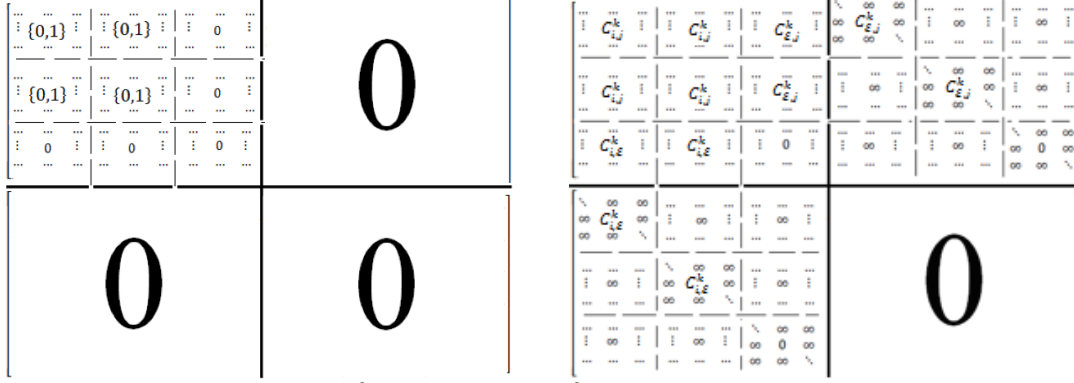 ... ... ... ... ... ... ... ... ...
⋮ {0,1} ⋮ ⋮ {0,1} ⋮ ⋮ 0 ⋮
... ... ... ... ... ... ... ... ...
... ... ... ... ... ... ... ... ...
⋮ {0,1} ⋮ ⋮ {0,1} ⋮ ⋮ 0 ⋮
... ... ... ... ... ... ... ... ...
... ... ... ... ... ... ... ... ...
⋮ 0 ⋮ ⋮ 0 ⋮ ⋮ 0 ⋮
... ... ... ... ... ... ... ... ...
0
0 0
... ... ... ... ... ... ... ... ... ⋱ ∞ ∞ ... ... ... ... ... ...
⋮ C^k_{i,j} ⋮ ⋮ C^k_{i,j} ⋮ ⋮ C^k_{ε,j} ⋮ ∞ C^k_{ε,j} ∞ ⋮ ∞ ⋮ ⋮ ∞ ⋮
... ... ... ... ... ... ... ... ... ∞ ∞ ⋱ ... ... ... ... ... ...
... ... ... ... ... ... ... ... ... ... ... ... ⋱ ∞ ∞ ... ... ...
⋮ C^k_{i,j} ⋮ ⋮ C^k_{i,j} ⋮ ⋮ C^k_{ε,j} ⋮ ⋮ ∞ ⋮ ∞ C^k_{ε,j} ∞ ⋮ ∞ ⋮
... ... ... ... ... ... ... ... ... ... ... ... ∞ ∞ ⋱ ... ... ...
... ... ... ... ... ... ... ... ... ... ... ... ... ... ... ⋱ ∞ ∞
⋮ C^k_{i,ε} ⋮ ⋮ C^k_{i,ε} ⋮ ⋮ 0 ⋮ ⋮ ∞ ⋮ ⋮ ∞ ⋮ ∞ 0 ∞
... ... ... ... ... ... ... ... ... ... ... ... ... ... ... ∞ ∞ ⋱
⋱ ∞ ∞ ... ... ... ... ... ...
∞ C^k_{i,ε} ∞ ⋮ ∞ ⋮ ⋮ ∞ ⋮
∞ ∞ ⋱ ... ... ... ... ... ...
... ... ... ⋱ ∞ ∞ ... ... ...
⋮ ∞ ⋮ ∞ C^k_{i,ε} ∞ ⋮ ∞ ⋮
... ... ... ∞ ∞ ⋱ ... ... ...
... ... ... ... ... ... ⋱ ∞ ∞
⋮ ∞ ⋮ ⋮ ∞ ⋮ ∞ 0 ∞
... ... ... ... ... ... ∞ ∞ ⋱
0